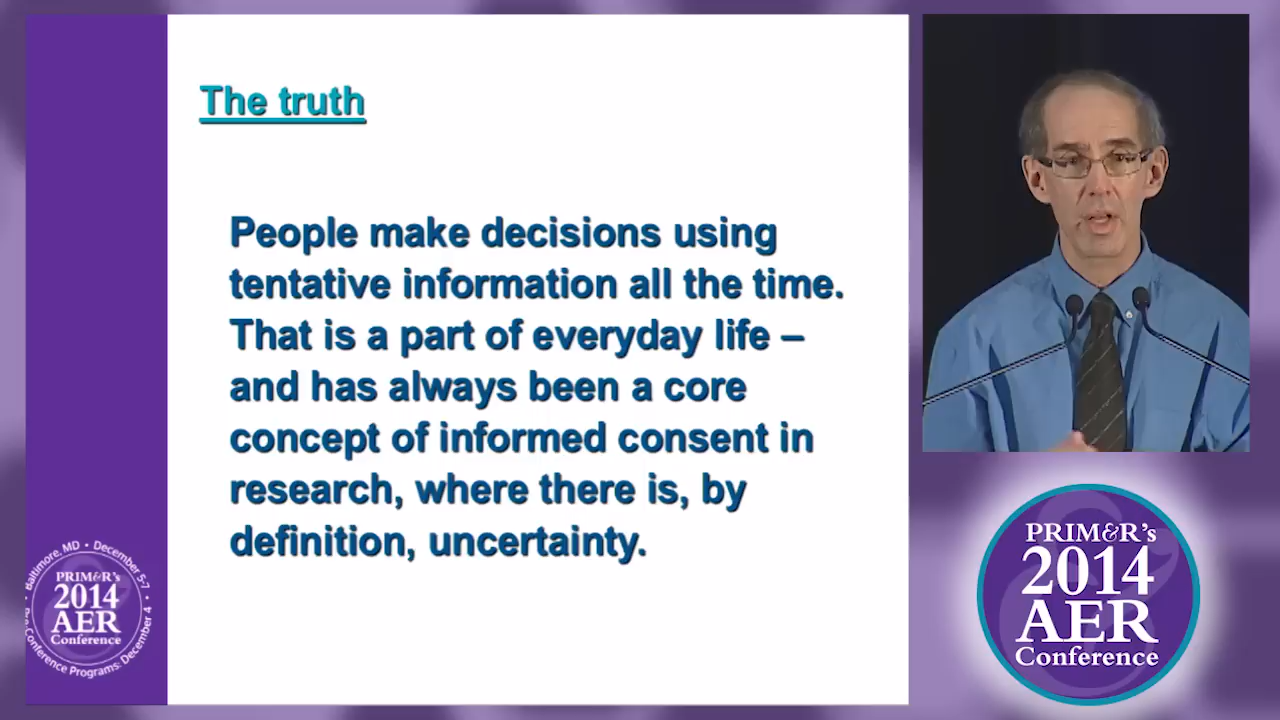 The truth
People make decisions using
tentative information all the time.
That is a part of everyday life –
and has always been a core
concept of informed consent in
research, where there is, by
definition, uncertainty.
Baltimore, MD • December 5-7
PRIM&R's
2014
AER
Conference
Pre-Conference Programs: December 4
PRIM&R's
2014
AER
Conference